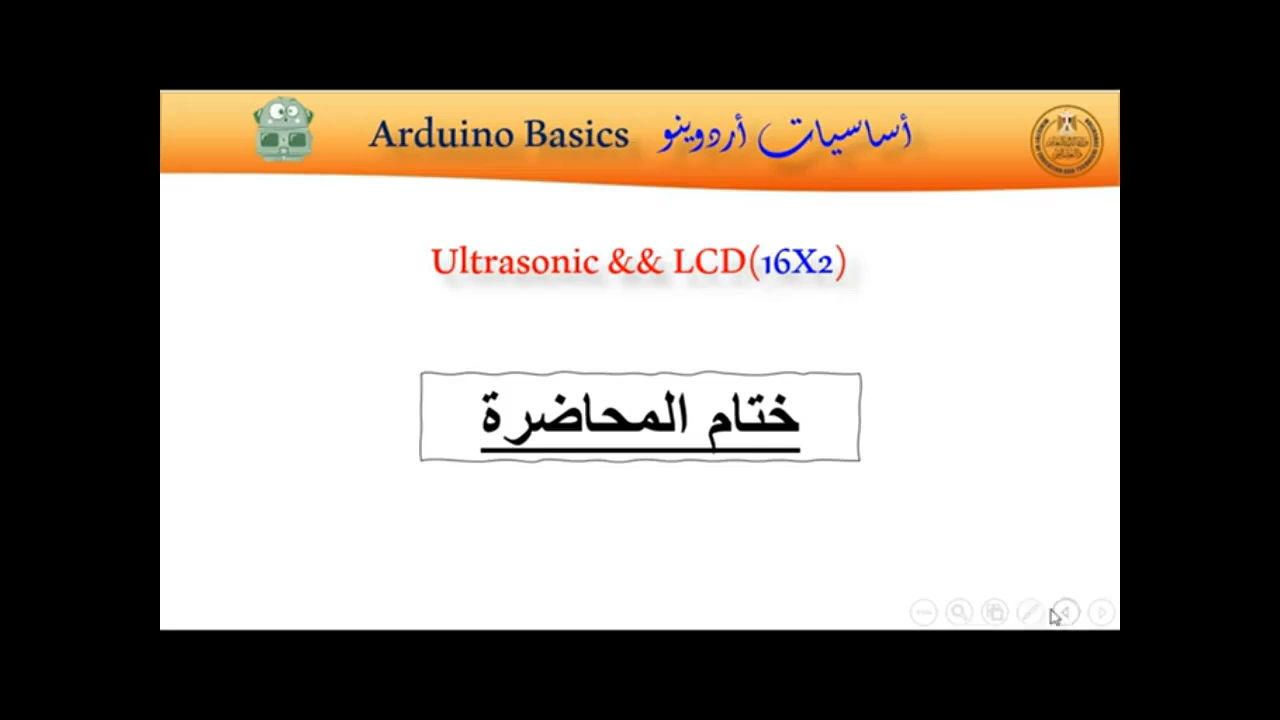 Arduino Basics أساسيات أردوينو
Ultrasonic && LCD(16X2)
ختام المحاضرة